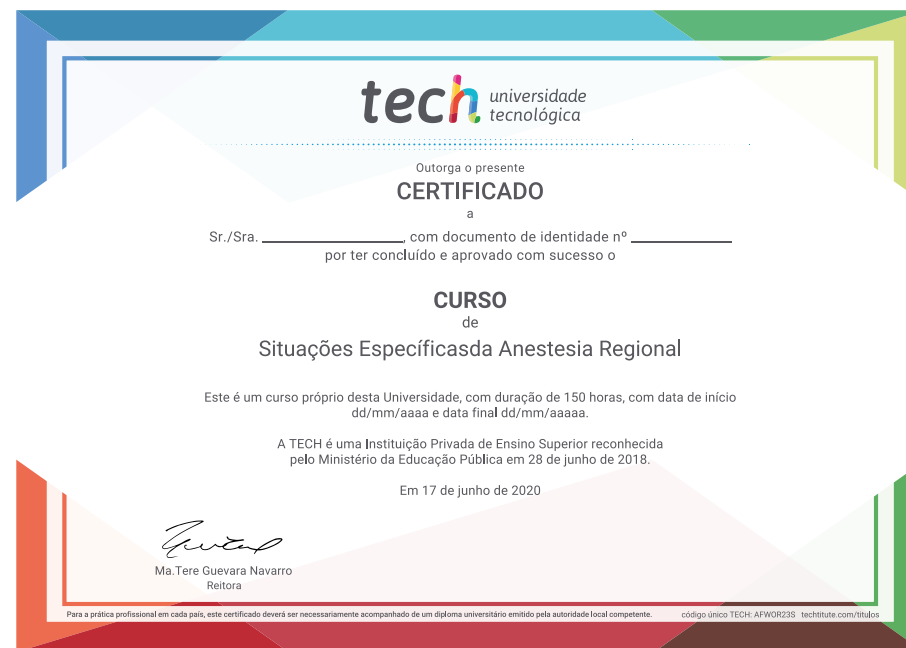 tech universidade
tecnológica
Outorga o presente
CERTIFICADO
a
Sr./Sra. ____________________, com documento de identidade nº ______________
por ter concluído e aprovado com sucesso o
CURSO
de
Situações Específicasda Anestesia Regional
Este é um curso próprio desta Universidade, com duração de 150 horas, com data de início
dd/mm/aaaa e data final dd/mm/aaaaa.
A TECH é uma Instituição Privada de Ensino Superior reconhecida
pelo Ministério da Educação Pública em 28 de junho de 2018.
Em 17 de junho de 2020
Ma.Tere Guevara Navarro
Reitora
Para a prática profissional em cada país, este certificado deverá ser necessariamente acompanhado de um diploma universitário emitido pela autoridade local competente. código único TECH: AFWOR23S techtitute.com/titulos